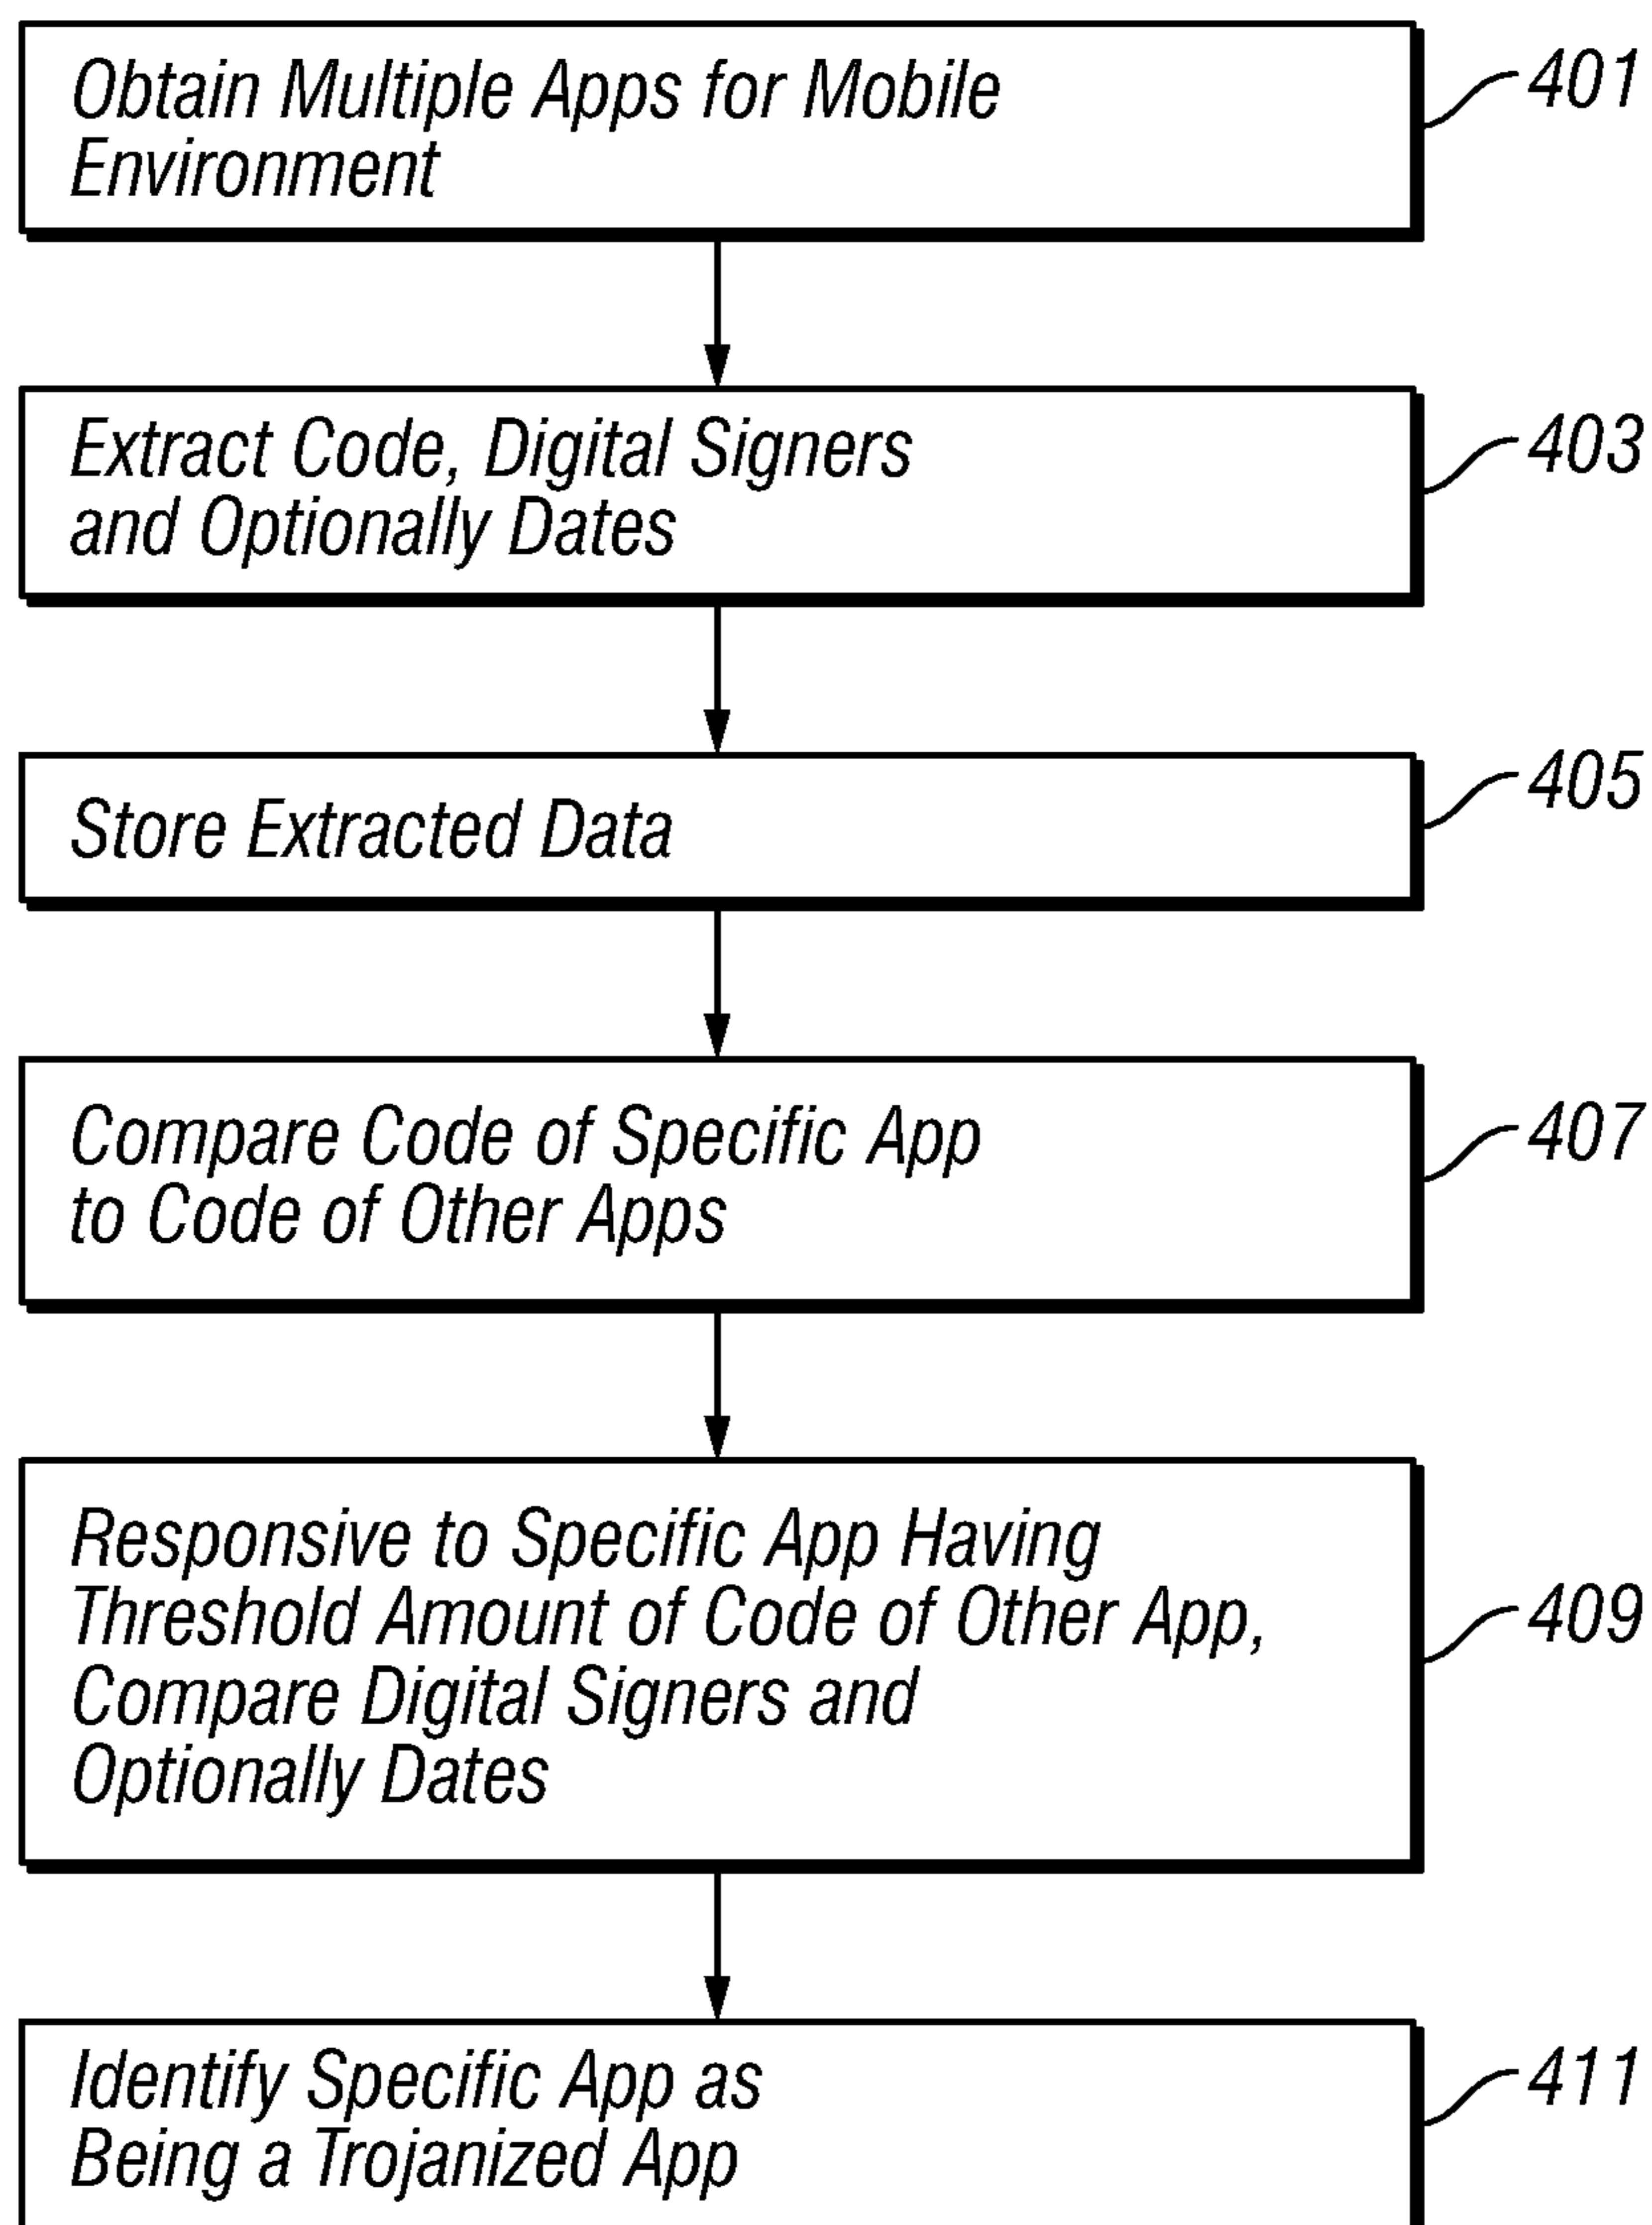 Obtain Multiple Apps for Mobile
Environment
401
Extract Code, Digital Signers
and Optionally Dates
403
Store Extracted Data
405
Compare Code of Specific App
to Code of Other Apps
407
Responsive to Specific App Having
Threshold Amount of Code of Other App,
Compare Digital Signers and
Optionally Dates
409
Identify Specific App as
Being a Trojanized App
411